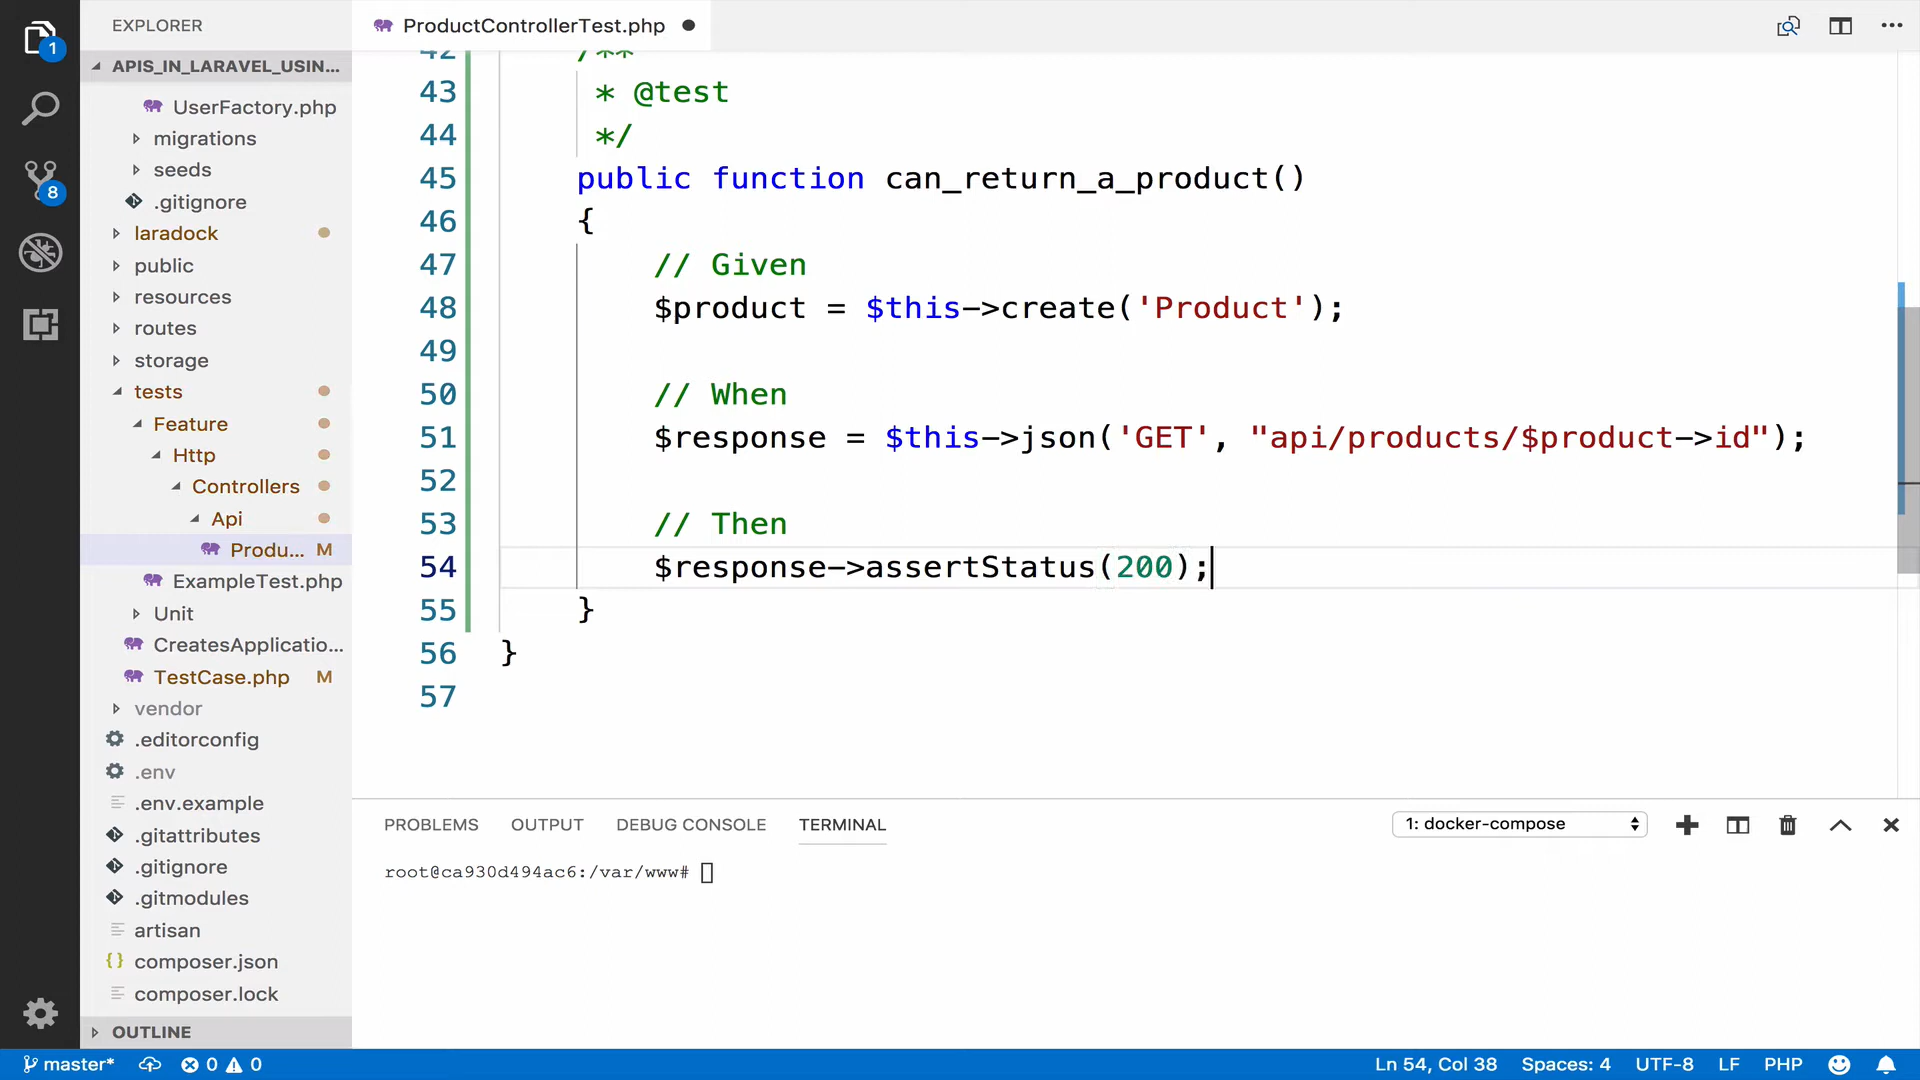 EXPLORER
ProductControllerTest.php
1
APIS_IN_LARAVEL_USIN...
UserFactory.php
migrations
seeds
.gitignore
8
laradock
public
resources
routes
storage
tests
Feature
Http
Controllers
Api
Produ... M
ExampleTest.php
Unit
CreatesApplicatio...
TestCase.php M
vendor
.editorconfig
.env
.env.example
.gitattributes
.gitignore
.gitmodules
artisan
composer.json
composer.lock
OUTLINE
42 /**
43 * @test
44 */
45 public function can_return_a_product()
46 {
47 // Given
48 $product = $this->create('Product');
49
50 // When
51 $response = $this->json('GET', "api/products/$product->id");
52
53 // Then
54 $response->assertStatus(200);
55 }
56 }
57
PROBLEMS OUTPUT DEBUG CONSOLE TERMINAL 1: docker-compose
root@ca930d494ac6:/var/www#
master* 0 0 Ln 54, Col 38 Spaces: 4 UTF-8 LF PHP